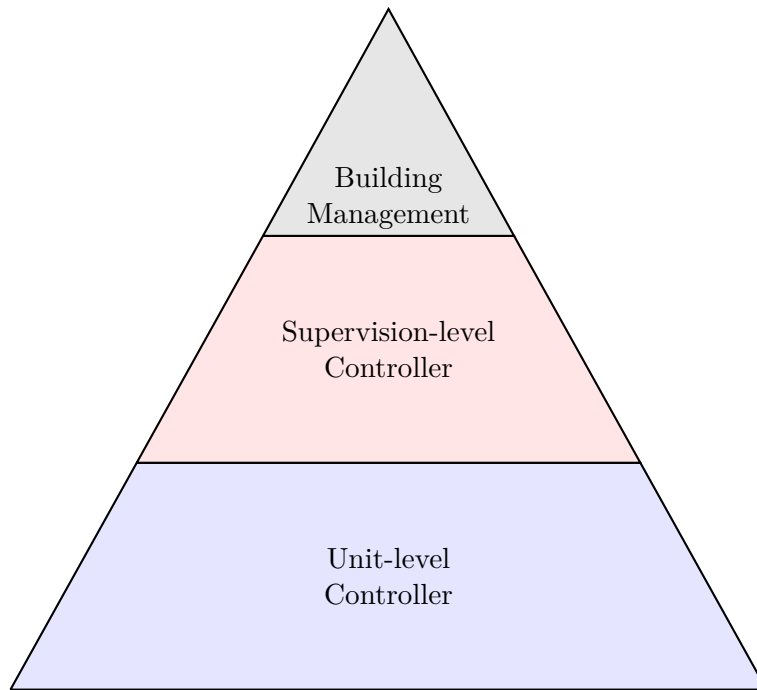 Building
Management
Supervision-level
Controller
Unit-level
Controller